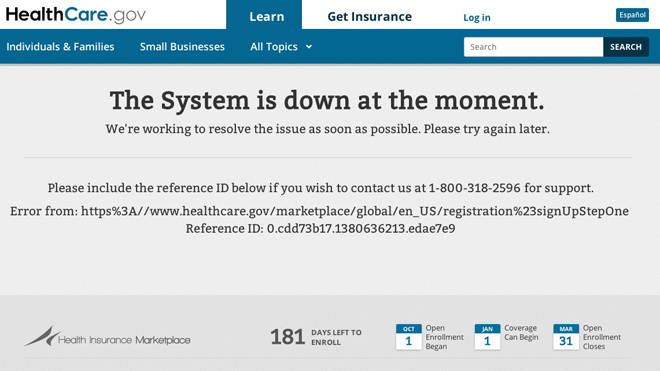 HealthCare.gov
Learn
Get Insurance
Log in
Español
Individuals & Families
Small Businesses
All Topics
Search
SEARCH
The System is down at the moment.
We're working to resolve the issue as soon as possible. Please try again later.
Please include the reference ID below if you wish to contact us at 1-800-318-2596 for support.
Error from: https%3A//www.healthcare.gov/marketplace/global/en_US/registration%23signUpStepOne
Reference ID: 0.cdd73b17.1380636213.edae7e9
Health Insurance Marketplace
181
DAYS LEFT TO
ENROLL
OCT
1
Open
Enrollment
Began
JAN
1
Coverage
Can Begin
MAR
31
Open
Enrollment
Closes